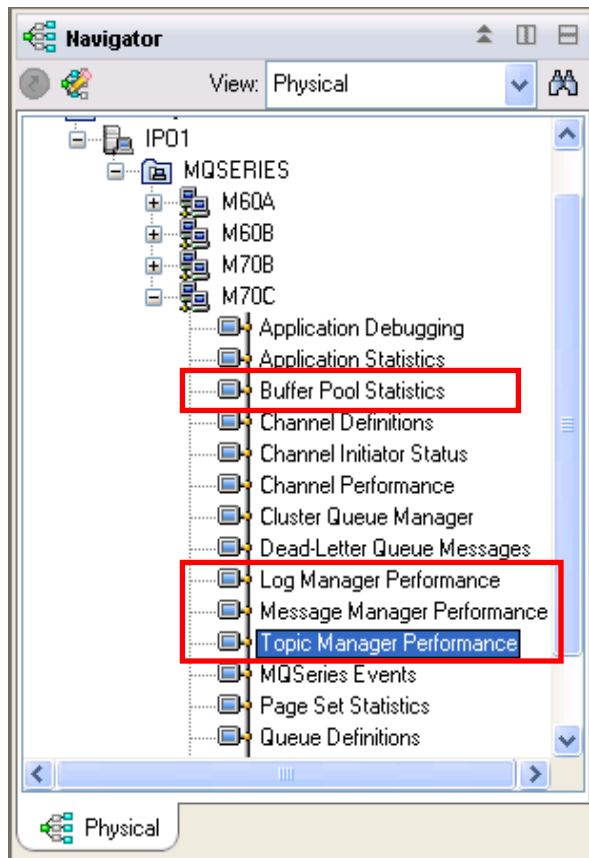 Navigator
View: Physical
IPO1
MQSERIES
M60A
M60B
M70B
M70C
Application Debugging
Application Statistics
Buffer Pool Statistics
Channel Definitions
Channel Initiator Status
Channel Performance
Cluster Queue Manager
Dead-Letter Queue Messages
Log Manager Performance
Message Manager Performance
Topic Manager Performance
MQSeries Events
Page Set Statistics
Queue Definitions
Physical